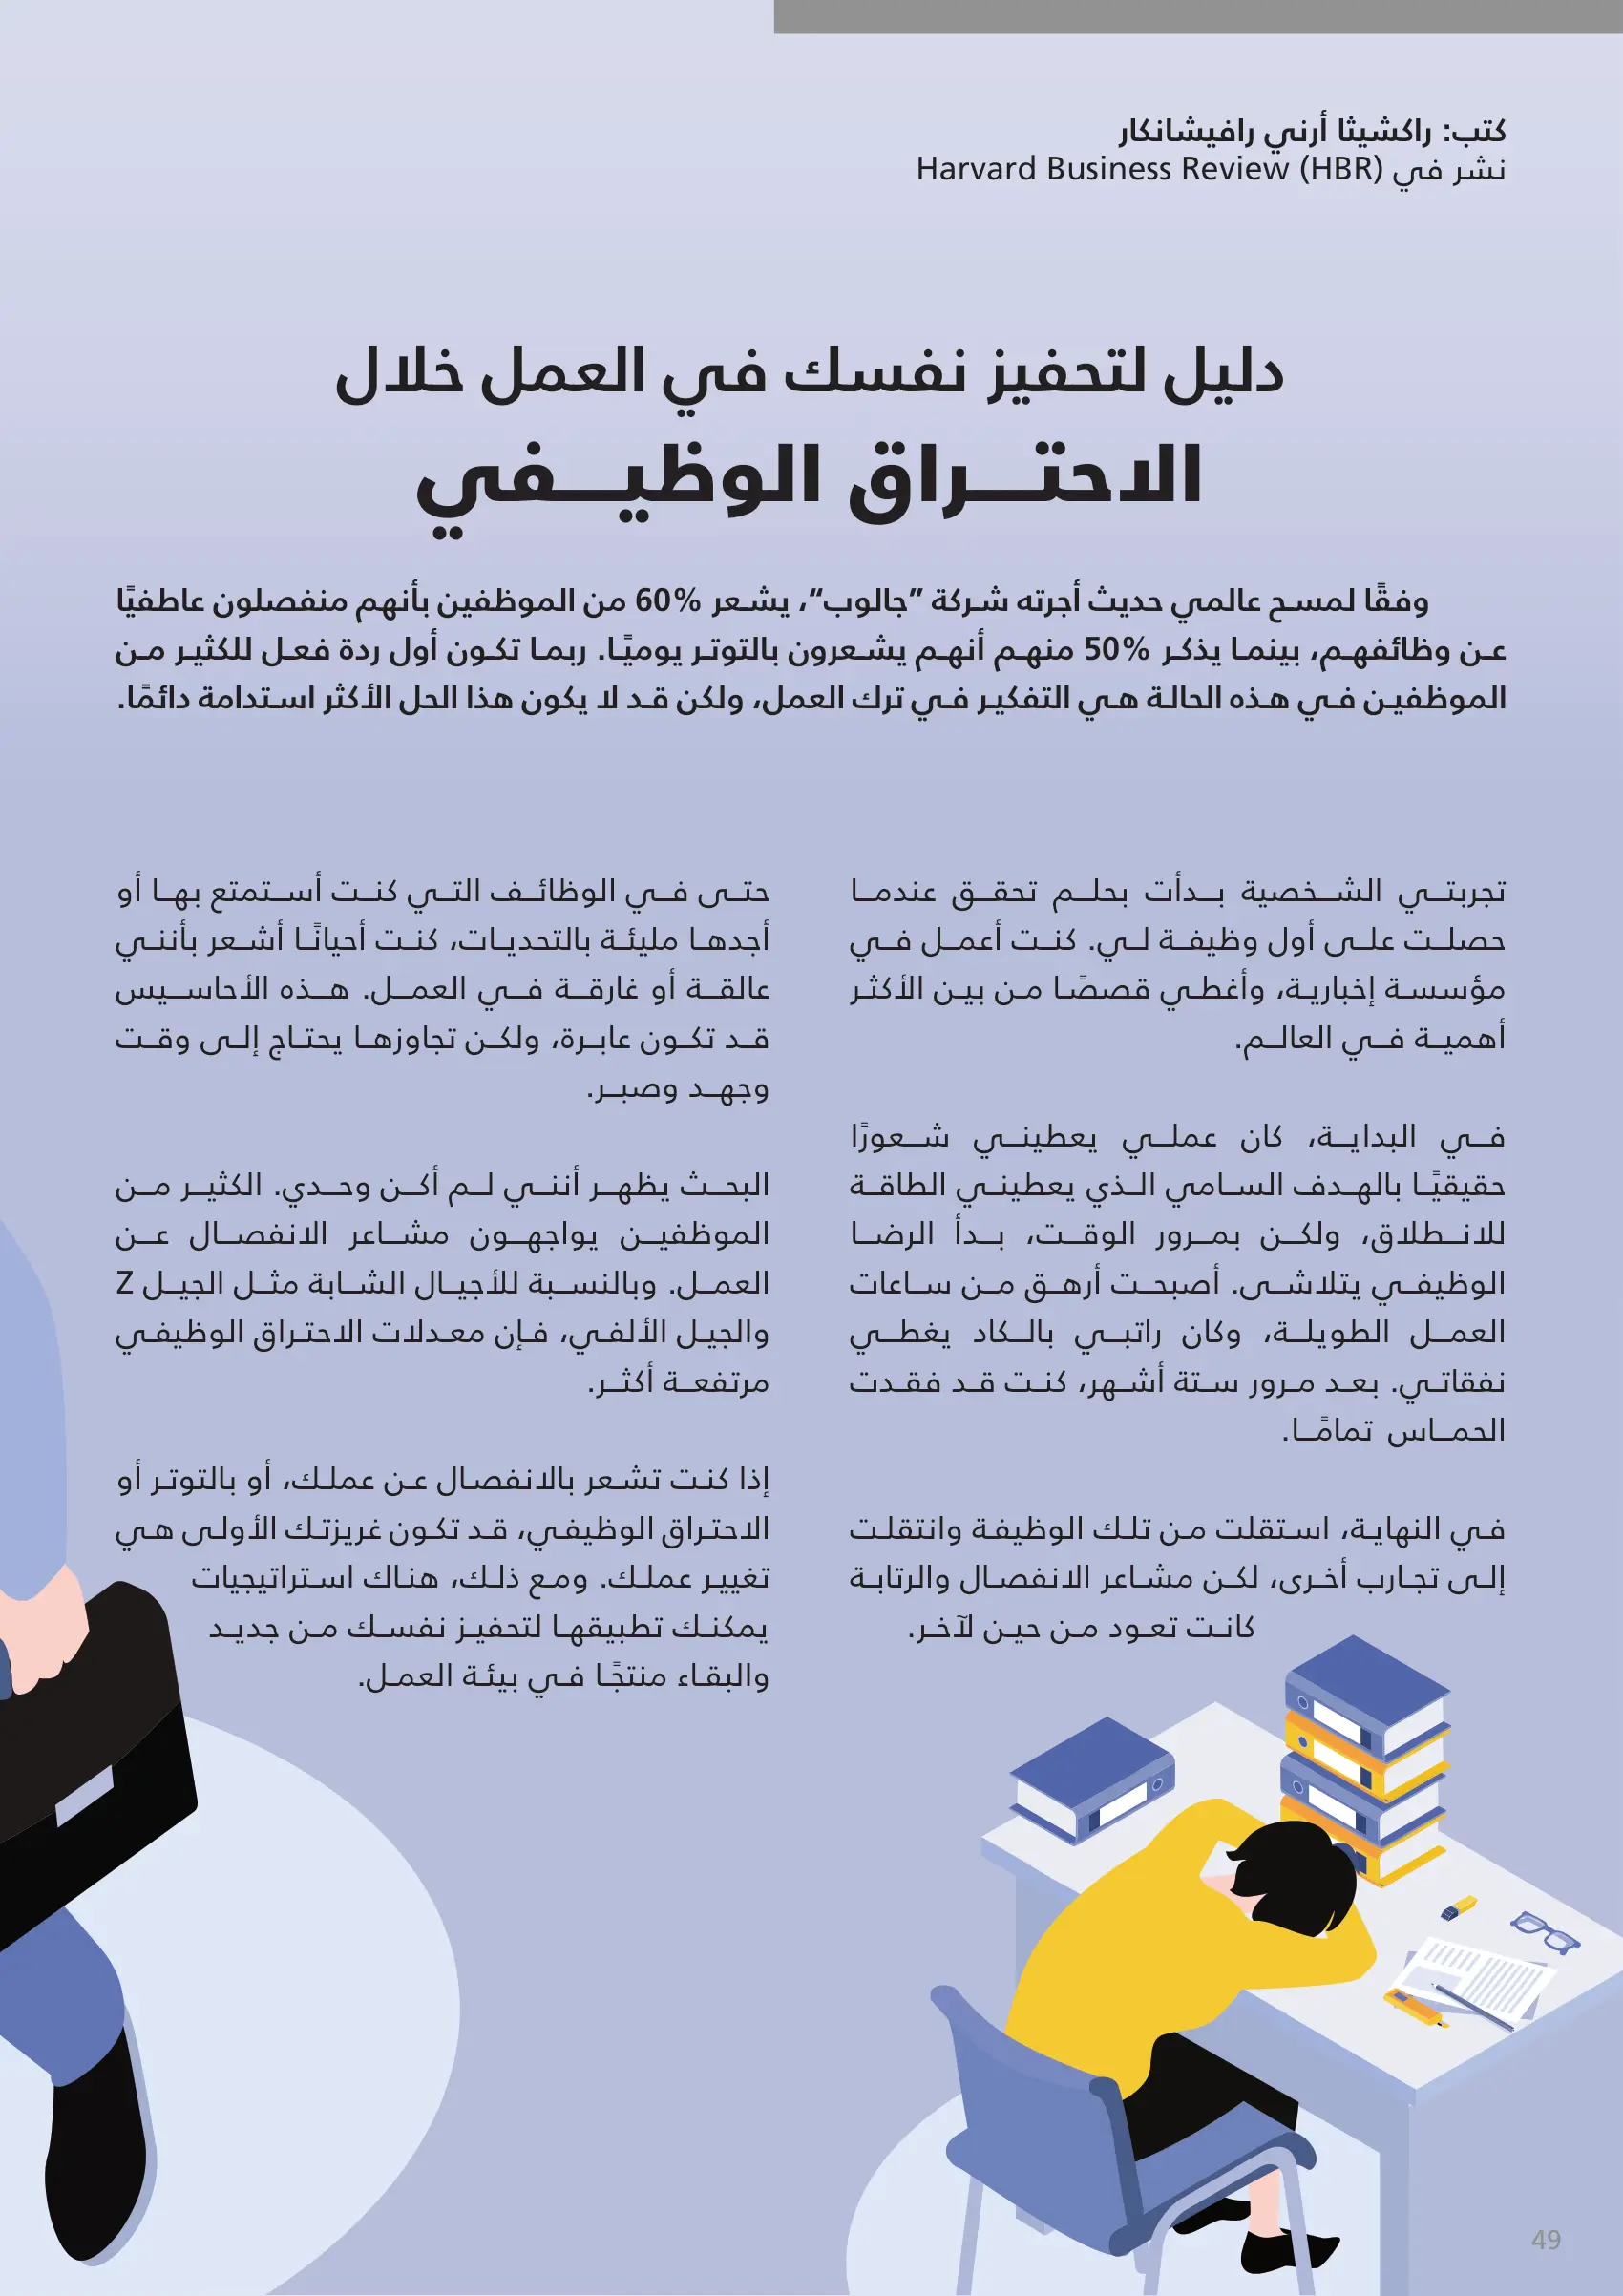 كتب: راكشيثا أرني رافيشانكار
نشر في Harvard Business Review (HBR)
دليل لتحفيز نفسك في العمل خلال
الاحتراق الوظيفي
وفقًا لمسح عالمي حديث أجرته شركة ”جالوب“، يشعر 60% من الموظفين بأنهم منفصلون عاطفيًا
عن وظائفهم، بينما يذكر 50% منهم أنهم يشعرون بالتوتر يوميًا. ربما تكون أول ردة فعل للكثير من
الموظفين في هذه الحالة هي التفكير في ترك العمل، ولكن قد لا يكون هذا الحل الأكثر استدامة دائمًا.
تجربتي الشخصية بدأت بحلم تحقق عندما
حصلت على أول وظيفة لي. كنت أعمل في
مؤسسة إخبارية، وأغطي قصصًا من بين الأكثر
أهمية في العالم.
في البداية، كان عملي يعطيني شعورًا
حقيقيًا بالهدف السامي الذي يعطيني الطاقة
للانطلاق، ولكن بمرور الوقت، بدأ الرضا
الوظيفي يتلاشى. أصبحت أرهق من ساعات
العمل الطويلة، وكان راتبي بالكاد يغطي
نفقاتي. بعد مرور ستة أشهر، كنت قد فقدت
الحماس تمامًا.
في النهاية، استقلت من تلك الوظيفة وانتقلت
إلى تجارب أخرى، لكن مشاعر الانفصال والرتابة
كانت تعود من حين لآخر.
حتى في الوظائف التي كنت أستمتع بها أو
أجدها مليئة بالتحديات، كنت أحيانًا أشعر بأنني
عالقة أو غارقة في العمل. هذه الأحاسيس
قد تكون عابرة، ولكن تجاوزها يحتاج إلى وقت
وجهد وصبر.
البحث يظهر أنني لم أكن وحدي. الكثير من
الموظفين يواجهون مشاعر الانفصال عن
العمل. وبالنسبة للأجيال الشابة مثل الجيل Z
والجيل الألفي، فإن معدلات الاحتراق الوظيفي
مرتفعة أكثر.
إذا كنت تشعر بالانفصال عن عملك، أو بالتوتر أو
الاحتراق الوظيفي، قد تكون غريزتك الأولى هي
تغيير عملك. ومع ذلك، هناك استراتيجيات
يمكنك تطبيقها لتحفيز نفسك من جديد
والبقاء منتجًا في بيئة العمل.
49